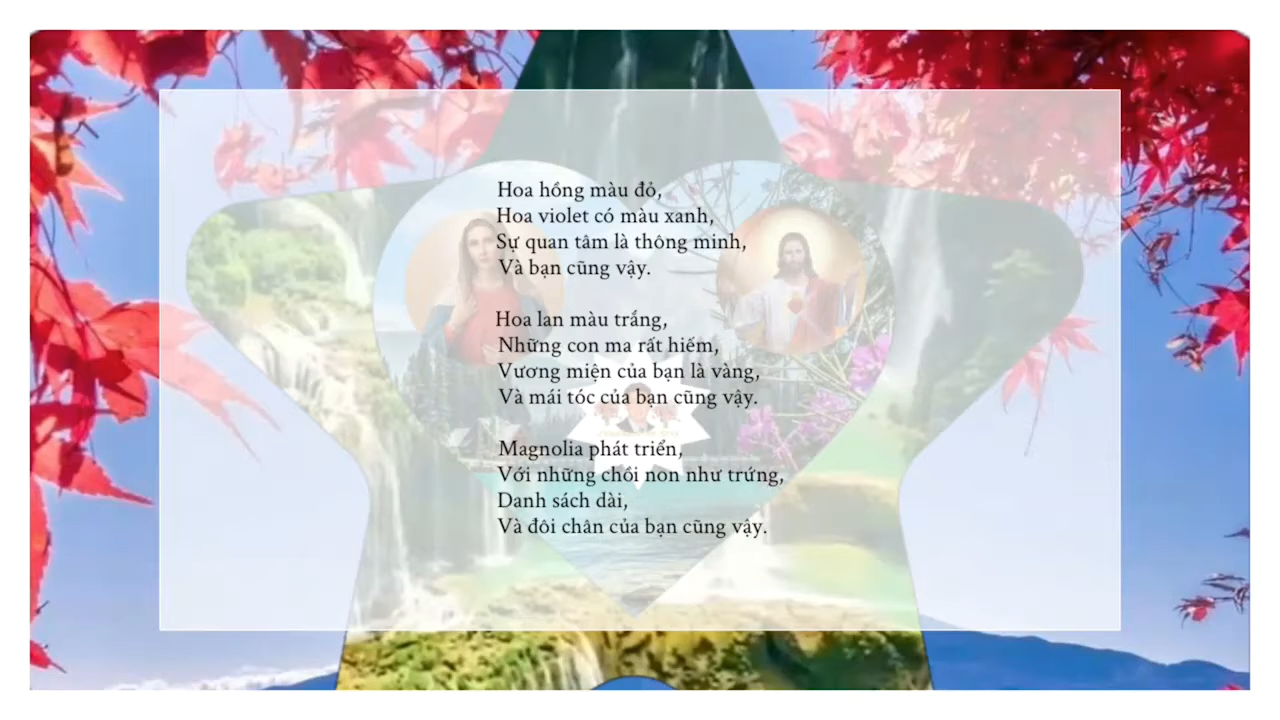 Hoa hồng màu đỏ,
Hoa violet có màu xanh,
Sự quan tâm là thông minh,
Và bạn cũng vậy.
Hoa lan màu trắng,
Những con ma rất hiếm,
Vương miện của bạn là vàng,
Và mái tóc của bạn cũng vậy.
Magnolia phát triển,
Với những chồi non như trứng,
Danh sách dài,
Và đôi chân của bạn cũng vậy.